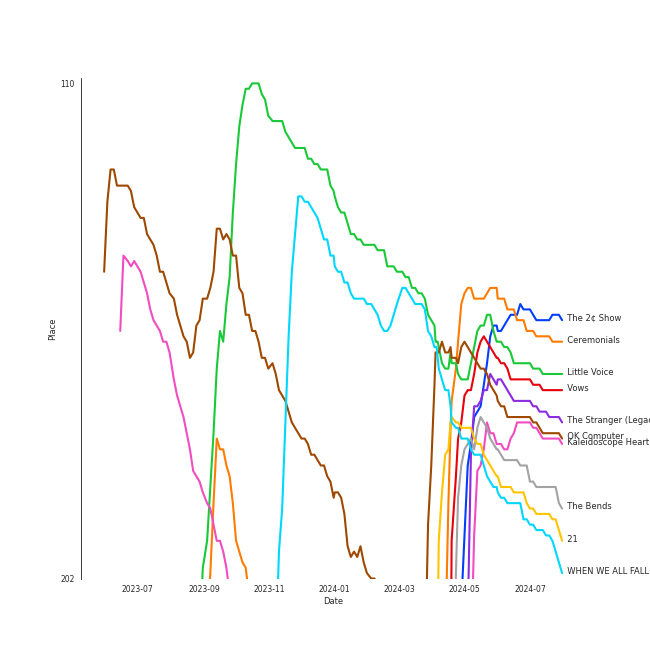 110
Place
202
2023-07 2023-09 2023-11 2024-01 2024-03 2024-05 2024-07
Date
The 2¢ Show
Ceremonials
Little Voice
Vows
The Stranger (Legac
OK Computer
Kaleidoscope Heart
The Bends
21
WHEN WE ALL FALL